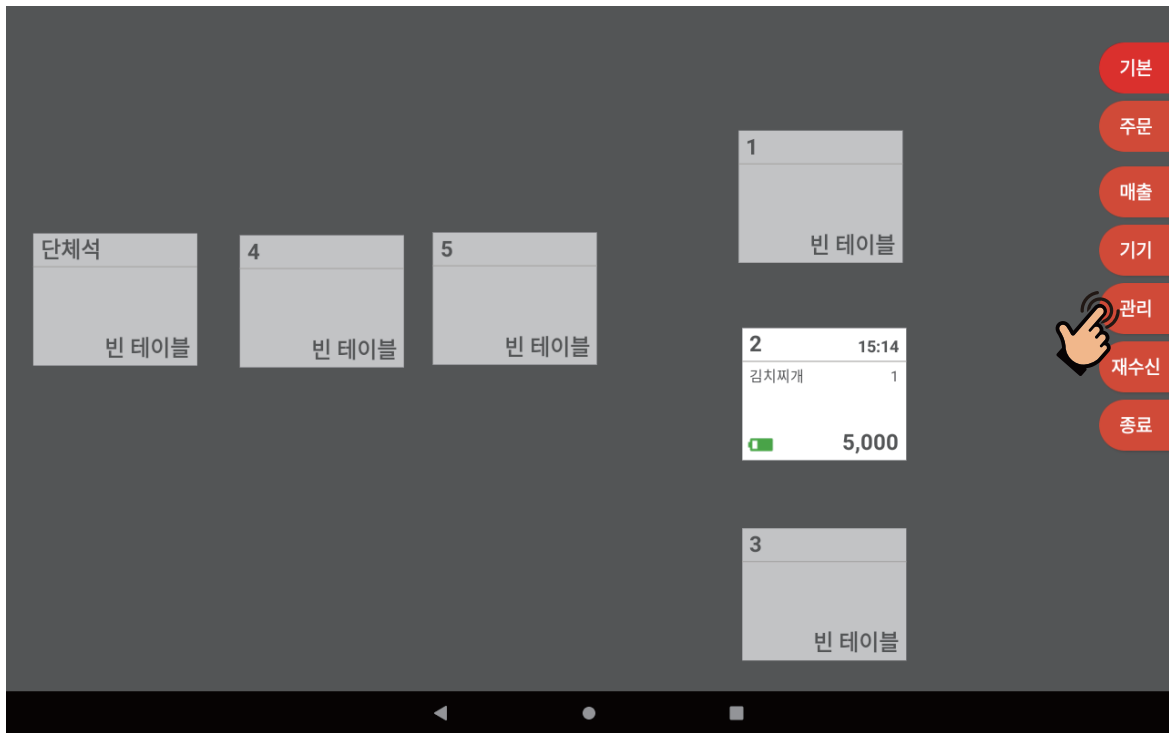 단체석
빈 테이블
4
빈 테이블
5
빈 테이블
1
빈 테이블
2 15:14
김치찌개 1
5,000
3
빈 테이블
기본
주문
매출
기기
관리
재수신
종료